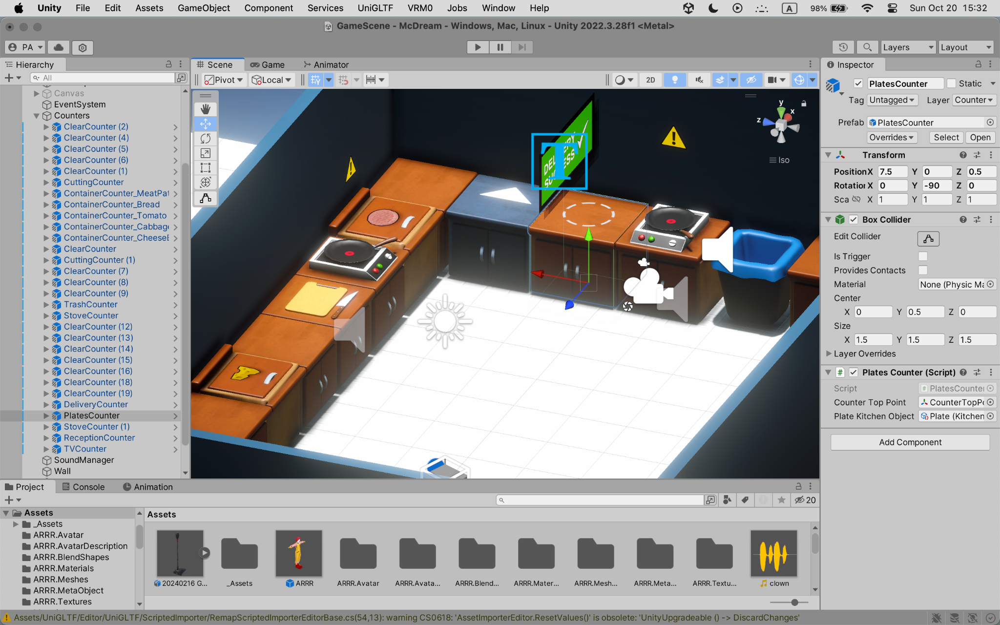 Unity File Edit Assets GameObject Component Services UniGLTF VRM0 Jobs Window Help A 98% Sun Oct 20 15:32
GameScene - McDream - Windows, Mac, Linux - Unity 2022.3.28f1 <Metal>
PA Layers Layout
Hierarchy
All
Canvas
EventSystem
Counters
ClearCounter (2)
ClearCounter (4)
ClearCounter (5)
ClearCounter (6)
ClearCounter (1)
CuttingCounter
ContainerCounter_MeatPat
ContainerCounter_Bread
ContainerCounter_Tomato
ContainerCounter_Cabbage
ContainerCounter_CheeseB
ClearCounter
CuttingCounter (1)
ClearCounter (7)
ClearCounter (8)
ClearCounter (9)
TrashCounter
StoveCounter
ClearCounter (12)
ClearCounter (13)
ClearCounter (14)
ClearCounter (15)
ClearCounter (16)
ClearCounter (18)
ClearCounter (19)
DeliveryCounter
PlatesCounter
StoveCounter (1)
ReceptionCounter
TVCounter
SoundManager
Wall
Scene Game Animator
Pivot Local 2D
y
x
z
Iso
T
Inspector
PlatesCounter Static
Tag Untagged Layer Counter
Prefab PlatesCounter
Overrides Select Open
Transform
Position X 7.5 Y 0 Z 0.5
Rotation X 0 Y -90 Z 0
Sca X 1 Y 1 Z 1
Box Collider
Edit Collider
Is Trigger
Provides Contacts
Material None (Physic Ma
Center
X 0 Y 0.5 Z 0
Size
X 1.5 Y 1.5 Z 1.5
Layer Overrides
# Plates Counter (Script)
Script # PlatesCounter
Counter Top Point CounterTopPo
Plate Kitchen Object Plate (Kitchen
Add Component
Project Console Animation
20
Assets
_Assets
ARRR.Avatar
ARRR.AvatarDescription
ARRR.BlendShapes
ARRR.Materials
ARRR.Meshes
ARRR.MetaObject
ARRR.Textures
Assets
20240216 G... _Assets ARRR ARRR.Avatar ARRR.Avata... ARRR.Blend... ARRR.Mater... ARRR.Mesh... ARRR.Meta... ARRR.Textu... clown
Assets/UniGLTF/Editor/UniGLTF/ScriptedImporter/RemapScriptedImporterEditorBase.cs(54,13): warning CS0618: 'AssetImporterEditor.ResetValues()' is obsolete: 'UnityUpgradeable () -> DiscardChanges'